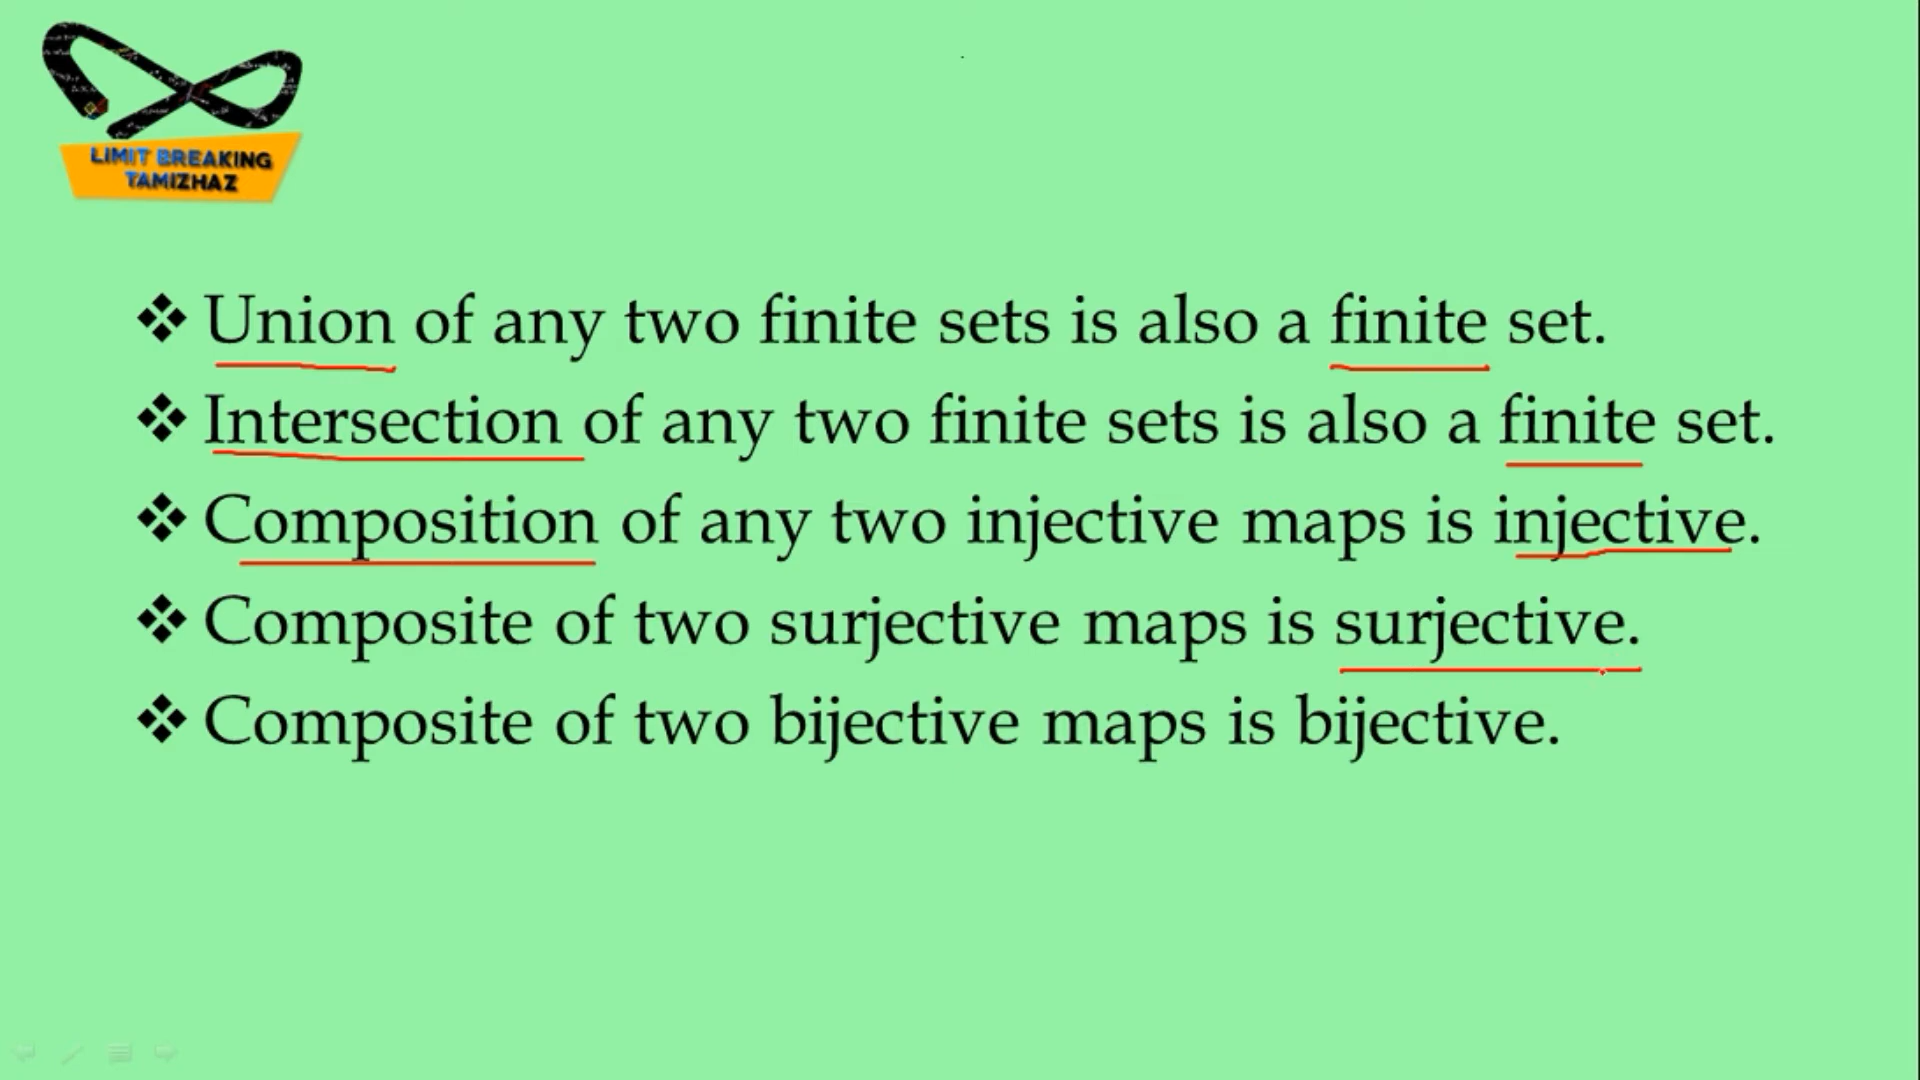 LIMIT BREAKING
TAMIZHAZ
❖ Union of any two finite sets is also a finite set.
❖ Intersection of any two finite sets is also a finite set.
❖ Composition of any two injective maps is injective.
❖ Composite of two surjective maps is surjective.
❖ Composite of two bijective maps is bijective.